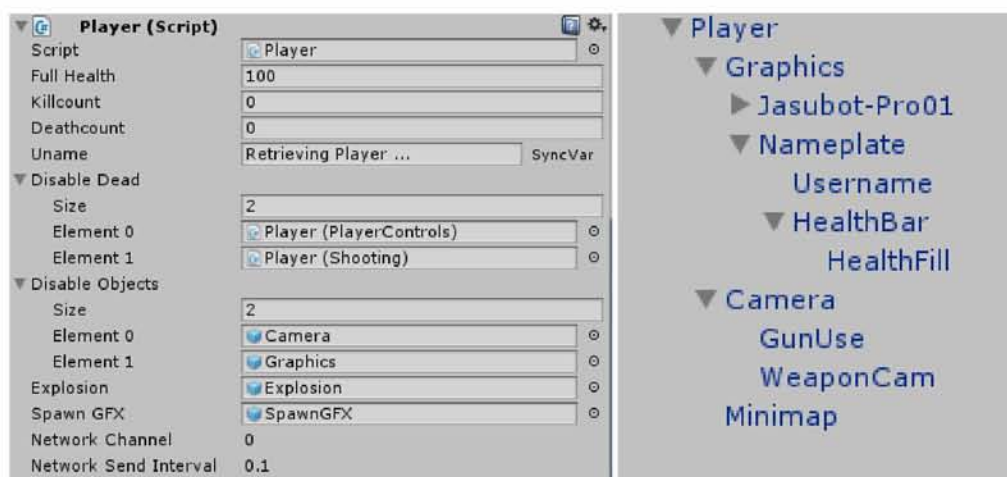 Player (Script)
Script Player
Full Health 100
Killcount 0
Deathcount 0
Uname Retrieving Player ... SyncVar
Disable Dead
Size 2
Element 0 Player (PlayerControls)
Element 1 Player (Shooting)
Disable Objects
Size 2
Element 0 Camera
Element 1 Graphics
Explosion Explosion
Spawn GFX SpawnGFX
Network Channel 0
Network Send Interval 0.1
Player
Graphics
Jasubot-Pro01
Nameplate
Username
HealthBar
HealthFill
Camera
GunUse
WeaponCam
Minimap